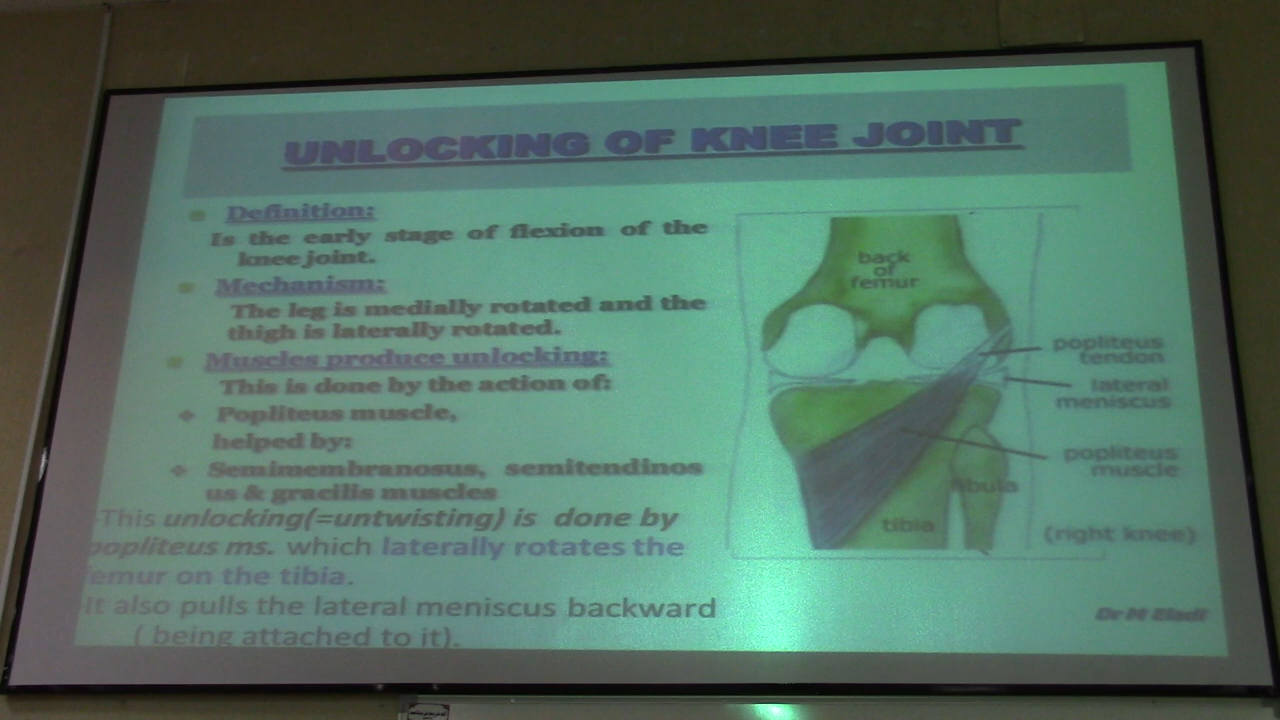 UNLOCKING OF KNEE JOINT
Definition:
Is the early stage of flexion of the
knee joint.
Mechanism:
The leg is medially rotated and the
thigh is laterally rotated.
Muscles produce unlocking:
This is done by the action of:
Popliteus muscle,
helped by:
Semimembranosus, semitendinos
us & gracilis muscles
This unlocking(=untwisting) is done by
popliteus ms. which laterally rotates the
femur on the tibia.
It also pulls the lateral meniscus backward
( being attached to it).
back
of
femur
popliteus
tendon
lateral
meniscus
popliteus
muscle
fibula
tibia
(right knee)
Dr M Eladl